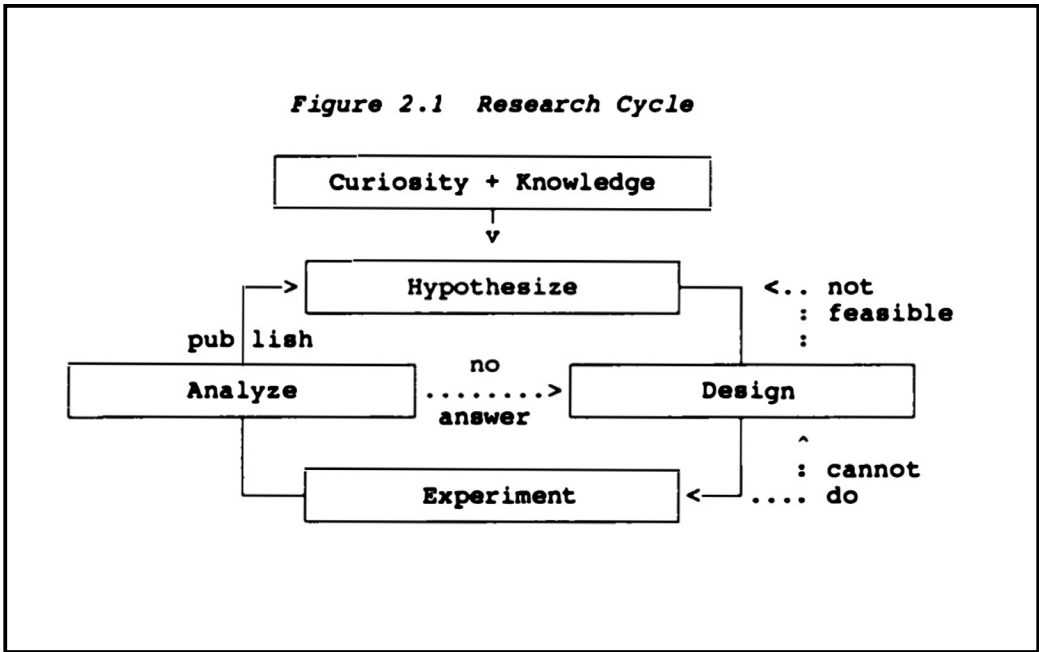 Figure 2.1 Research Cycle
Curiosity + Knowledge
v
> Hypothesize <.. not
: feasible
:
pub lish
no
Analyze ........> Design
answer
^
: cannot
Experiment < .... do